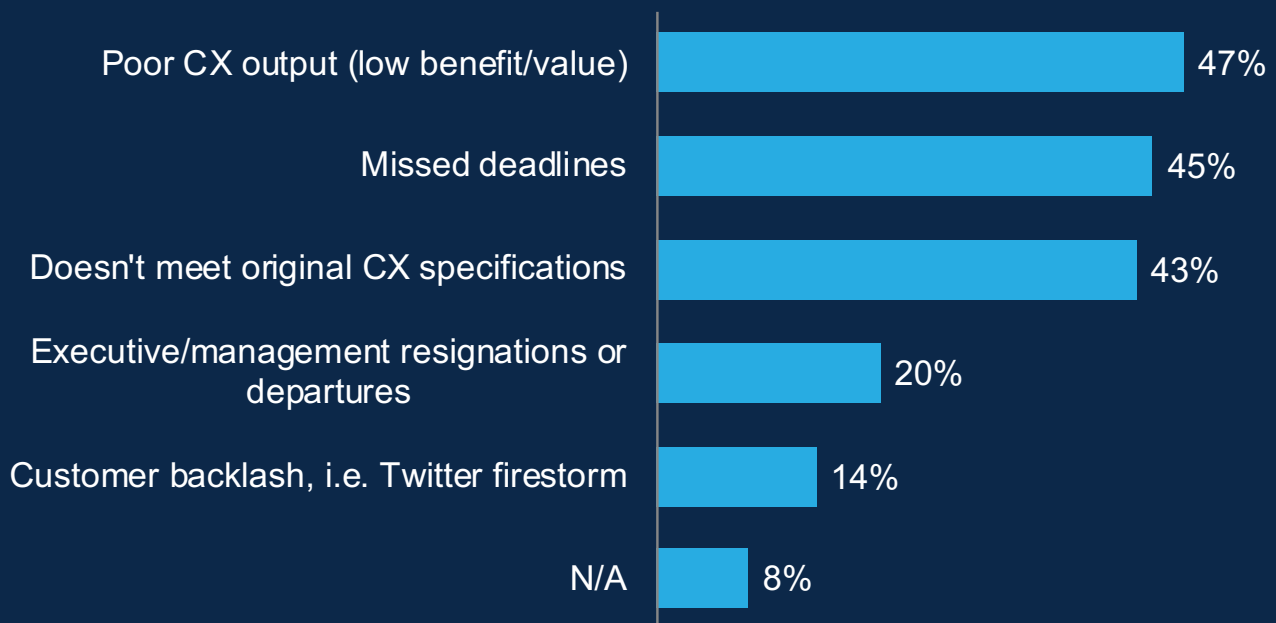 Poor CX output (low benefit/value) 47%
Missed deadlines 45%
Doesn't meet original CX specifications 43%
Executive/management resignations or
departures 20%
Customer backlash, i.e. Twitter firestorm 14%
N/A 8%